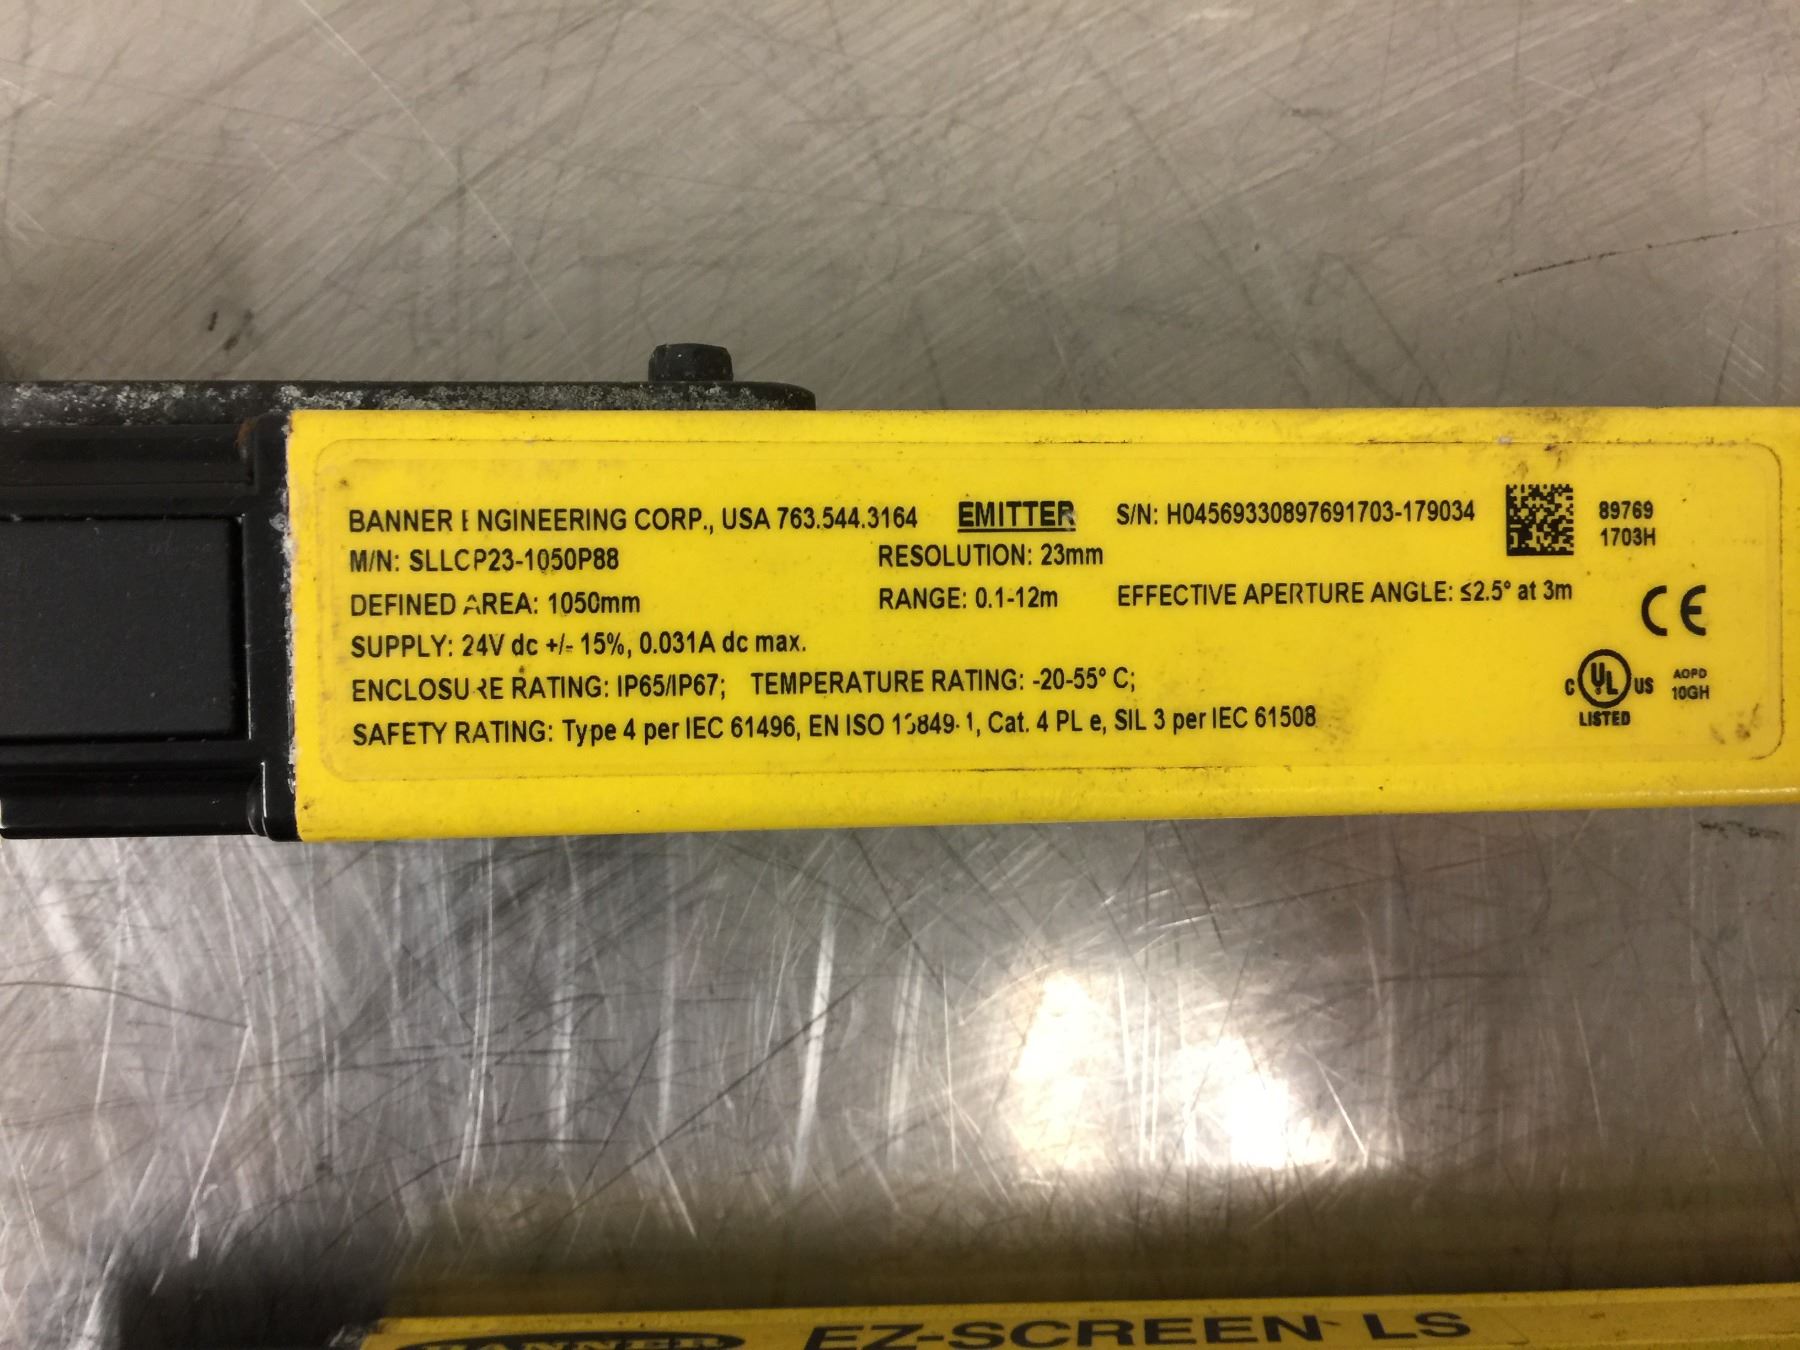 BANNER ENGINEERING CORP., USA 763.544.3164 EMITTER S/N: H04569330897691703-179034 89769
1703H
M/N: SLLCP23-1050P88 RESOLUTION: 23mm
DEFINED AREA: 1050mm RANGE: 0.1-12m EFFECTIVE APERTURE ANGLE: ≤2.5° at 3m
CE
SUPPLY: 24V dc +/- 15%, 0.031A dc max.
ENCLOSURE RATING: IP65/IP67; TEMPERATURE RATING: -20-55° C;
C UL US AOPD
10GH
LISTED
SAFETY RATING: Type 4 per IEC 61496, EN ISO 13849-1, Cat. 4 PL e, SIL 3 per IEC 61508
BANNER EZ-SCREEN LS